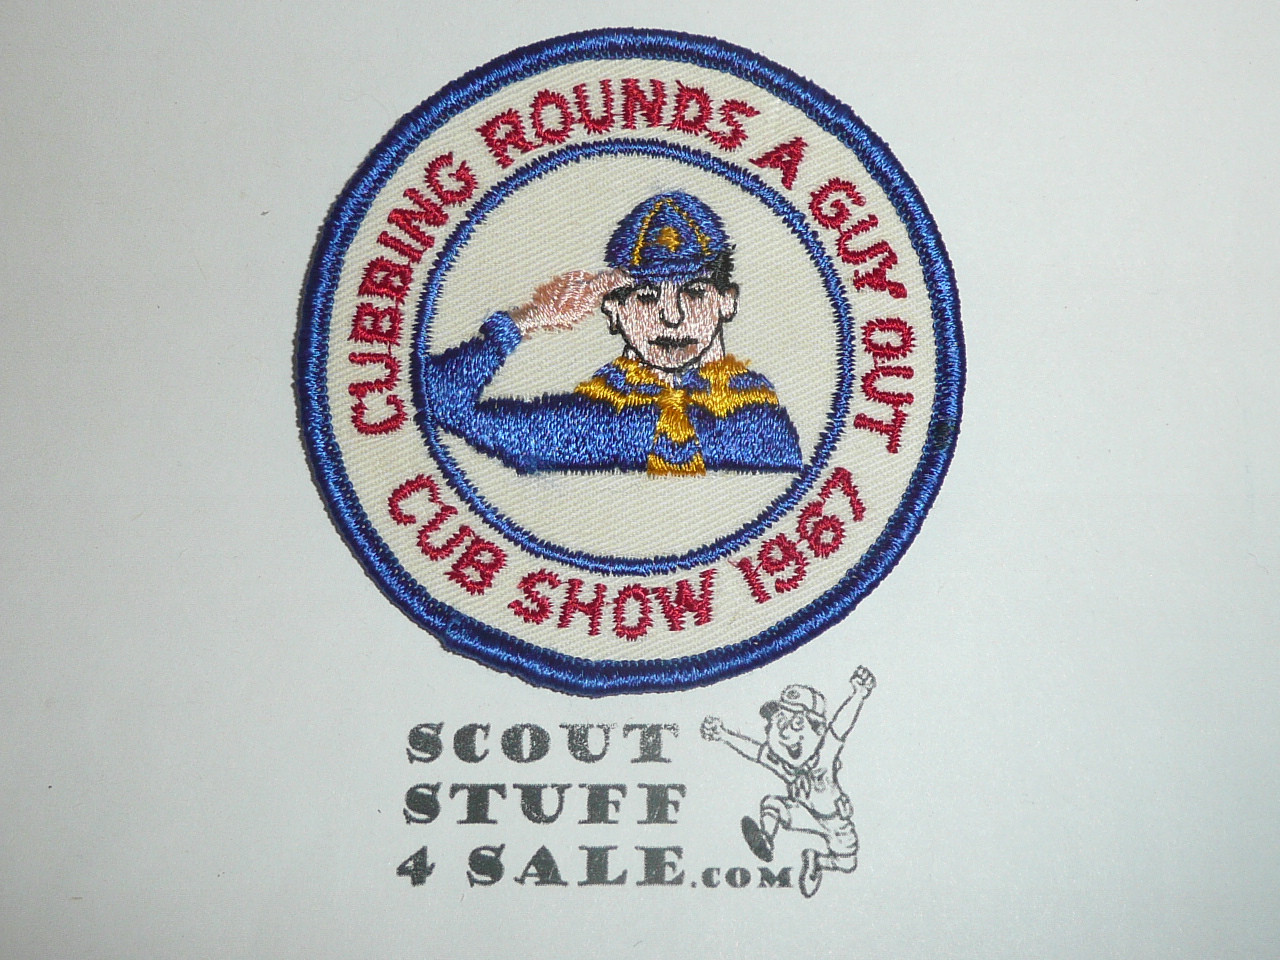 CUBBING ROUNDS A GUY OUT
CUB SHOW 1967
SCOUT
STUFF
4 SALE.COM